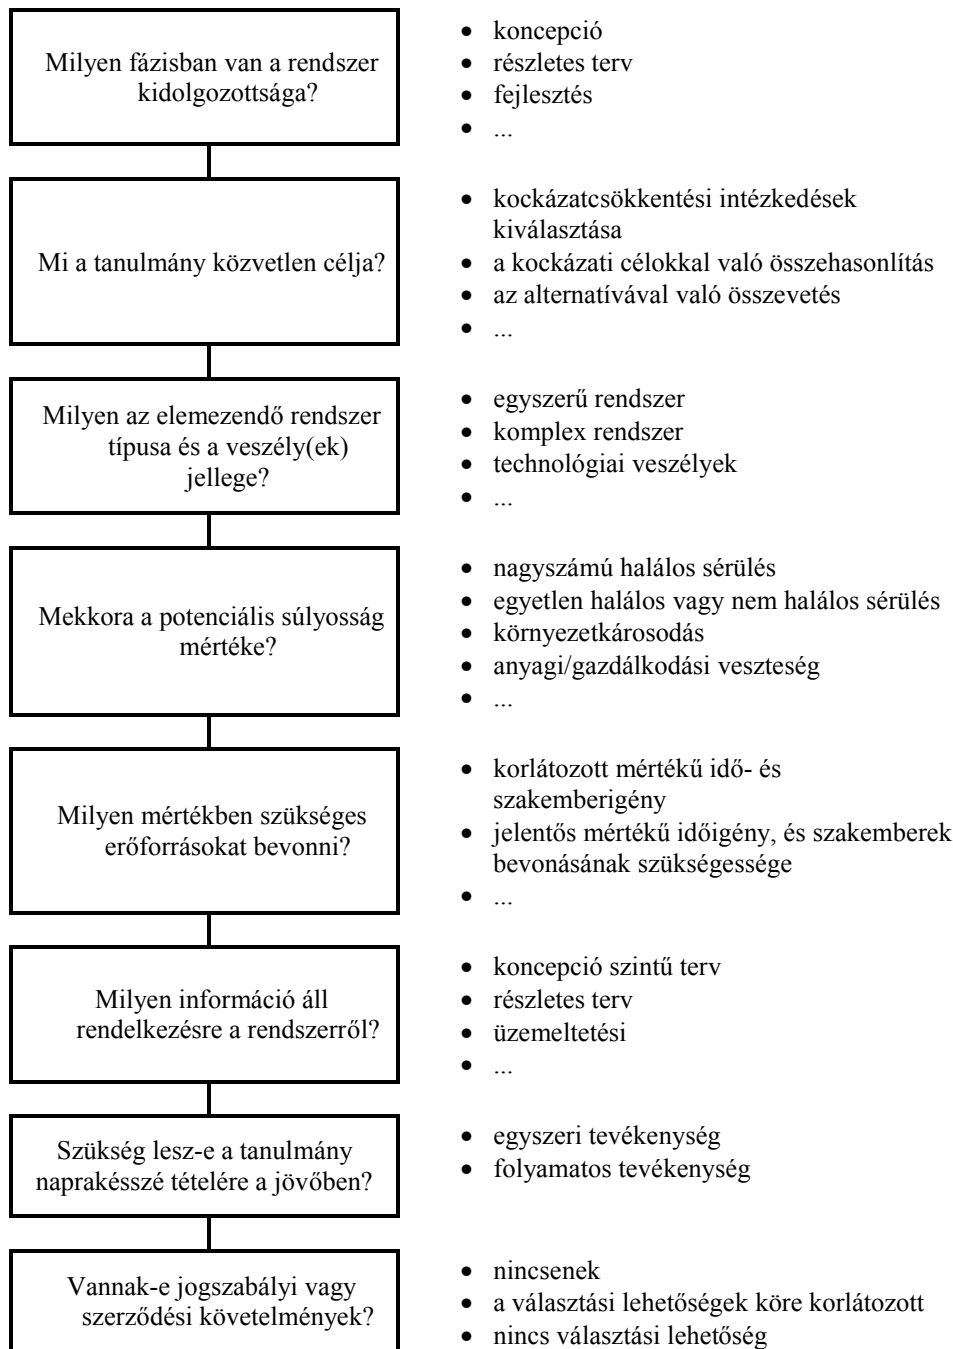 Milyen fázisban van a rendszer
kidolgozottsága?
• koncepció
• részletes terv
• fejlesztés
• ...
Mi a tanulmány közvetlen célja?
• kockázatcsökkentési intézkedések
kiválasztása
• a kockázati célokkal való összehasonlítás
• az alternatívával való összevetés
• ...
Milyen az elemezendő rendszer
típusa és a veszély(ek)
jellege?
• egyszerű rendszer
• komplex rendszer
• technológiai veszélyek
• ...
Mekkora a potenciális súlyosság
mértéke?
• nagyszámú halálos sérülés
• egyetlen halálos vagy nem halálos sérülés
• környezetkárosodás
• anyagi/gazdálkodási veszteség
• ...
Milyen mértékben szükséges
erőforrásokat bevonni?
• korlátozott mértékű idő- és
szakemberigény
• jelentős mértékű időigény, és szakemberek
bevonásának szükségessége
• ...
Milyen információ áll
rendelkezésre a rendszerről?
• koncepció szintű terv
• részletes terv
• üzemeltetési
• ...
Szükség lesz-e a tanulmány
naprakésszé tételére a jövőben?
• egyszeri tevékenység
• folyamatos tevékenység
Vannak-e jogszabályi vagy
szerződési követelmények?
• nincsenek
• a választási lehetőségek köre korlátozott
• nincs választási lehetőség